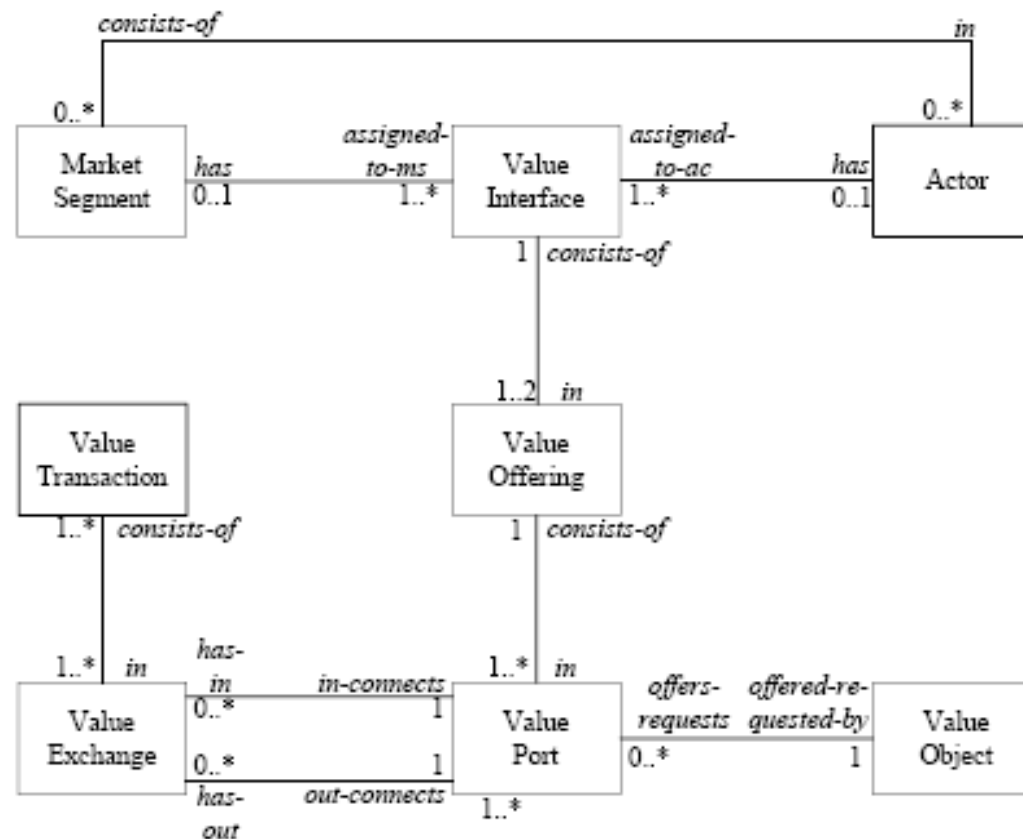 consists-of
in
0..*
0..*
Market
Segment
has
0..1
assigned-
to-ms
1..*
Value
Interface
assigned-
to-ac
1..*
has
0..1
Actor
1
consists-of
1..2
in
Value
Transaction
Value
Offering
1..*
consists-of
1
consists-of
1..*
in
has-
in
0..*
in-connects
1
1..*
in
offers-
requests
0..*
offered-re-
quested-by
1
Value
Exchange
Value
Port
Value
Object
0..*
has-
out
1
out-connects
1..*